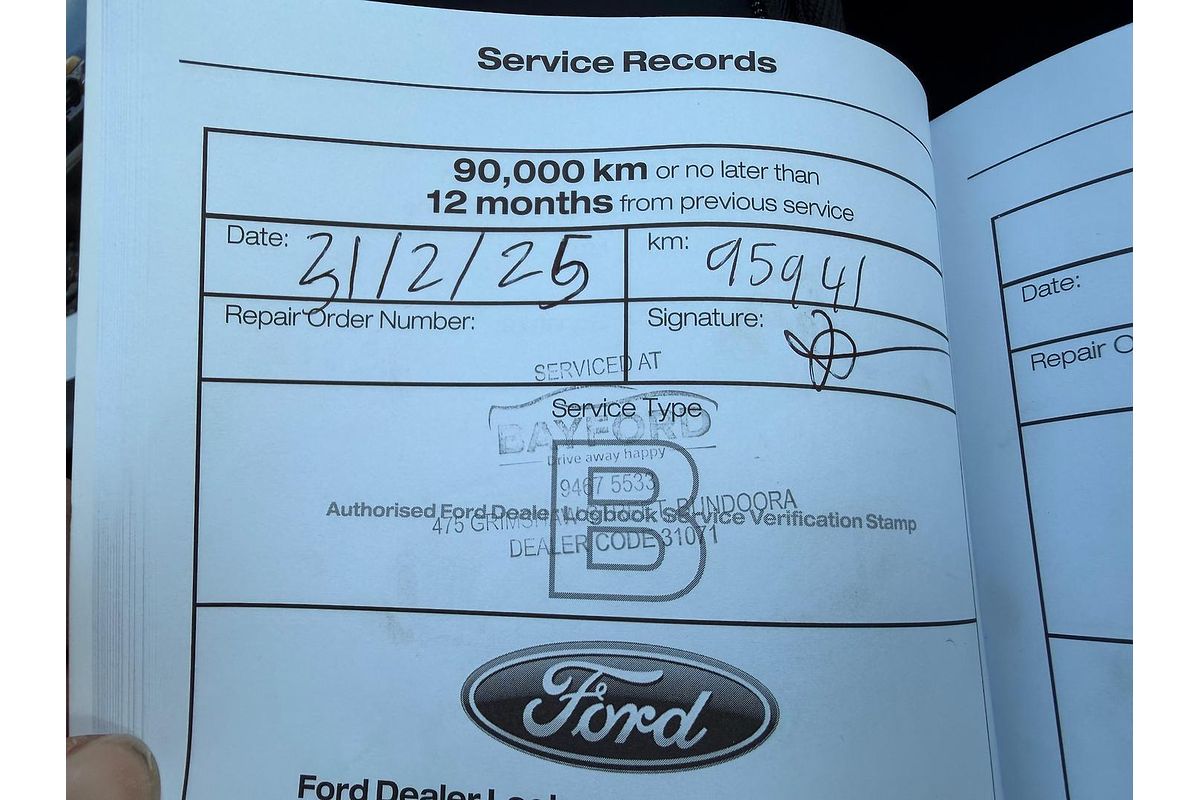 Service Records
90,000 km or no later than
12 months from previous service
Date: 31/2/25
km: 95941
Repair Order Number:
Signature:
SERVICED AT
Service Type
BAYFORD
Drive away happy
B
9467 5533
Authorised Ford Dealer Logbook Service Verification Stamp
475 BUNDOORA
DEALER CODE 31071
Ford
Ford Dealer
Date:
Repair